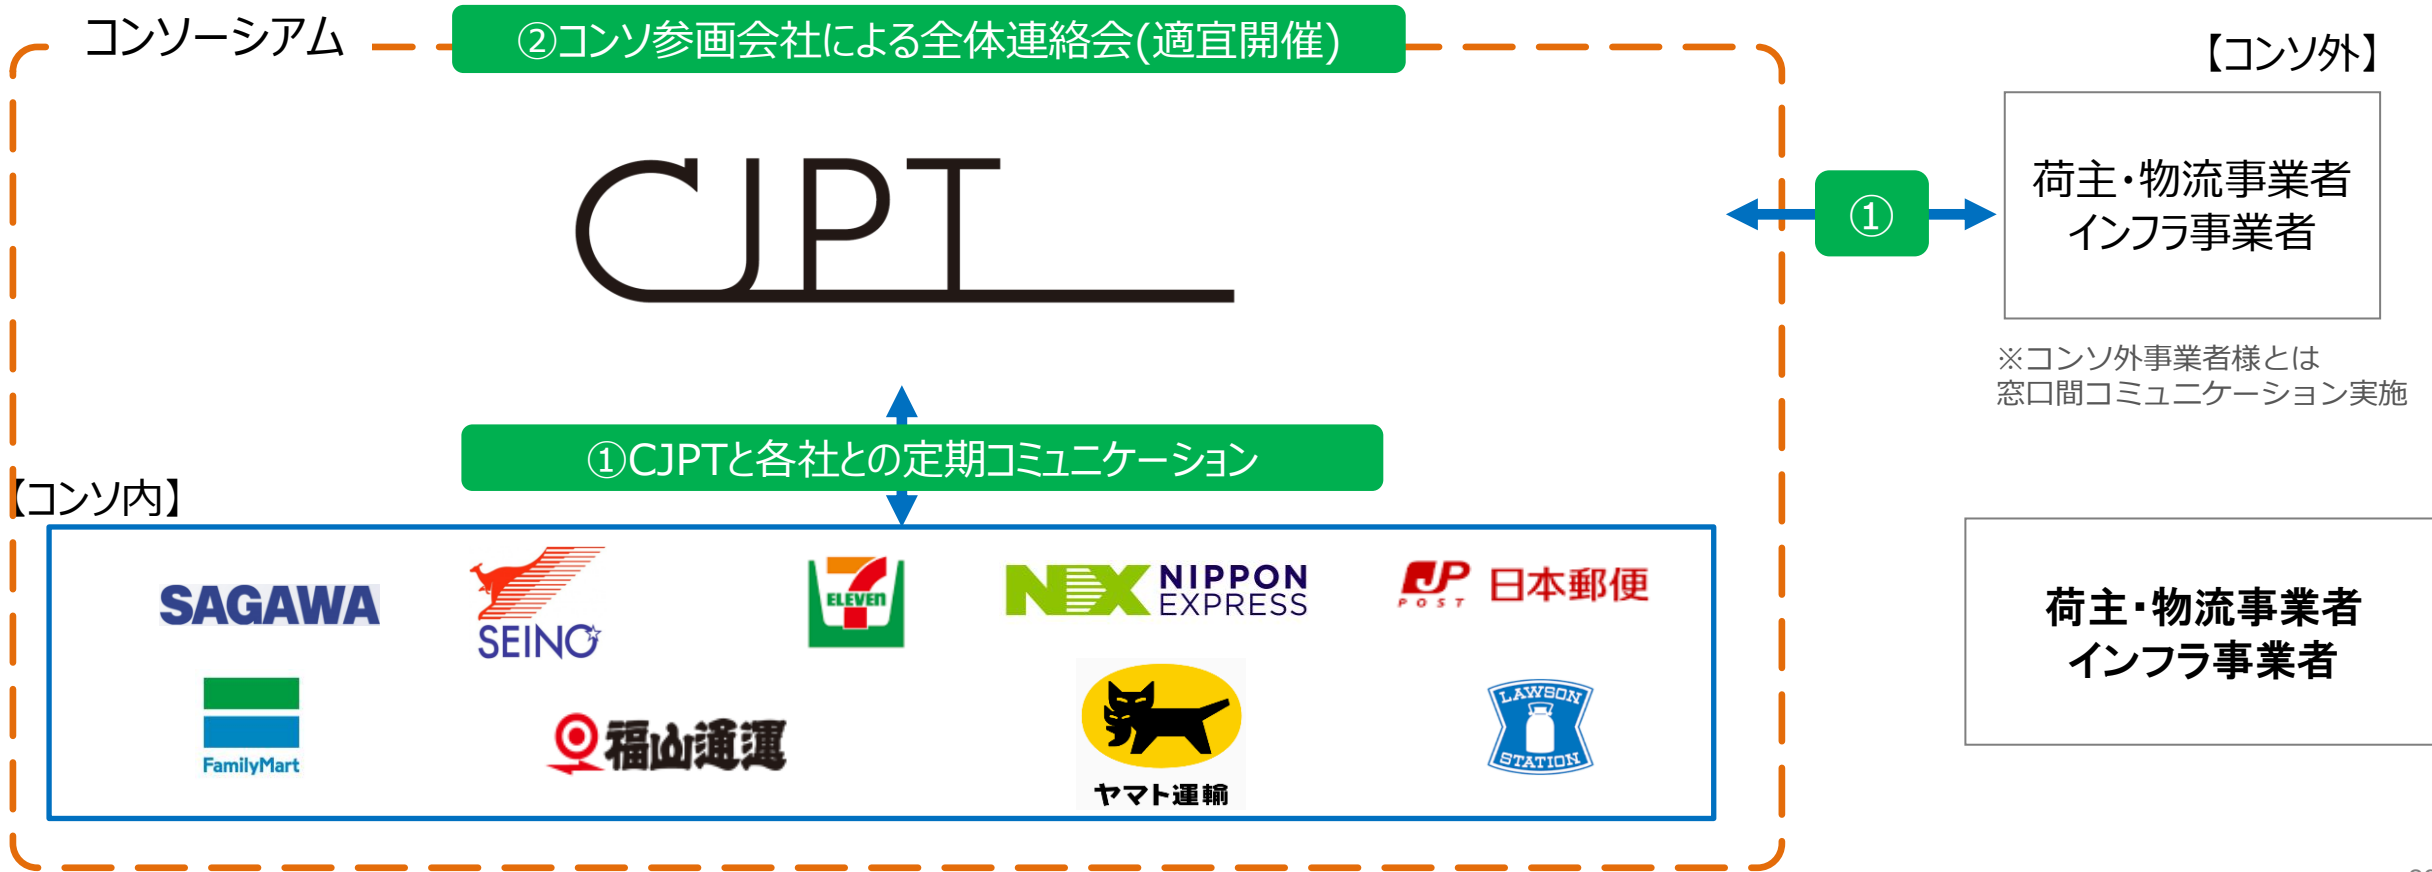 コンソーシアム
②コンソ参画会社による全体連絡会(適宜開催)
【コンソ外】
CJPT
①
荷主・物流事業者
インフラ事業者
※コンソ外事業者様とは
窓口間コミュニケーション実施
①CJPTと各社との定期コミュニケーション
【コンソ内】
SAGAWA
SEINO
7
ELEVEN
NX NIPPON
EXPRESS
JP 日本郵便
POST
荷主・物流事業者
インフラ事業者
FamilyMart
福山通運
ヤマト運輸
LAWSON
STATION